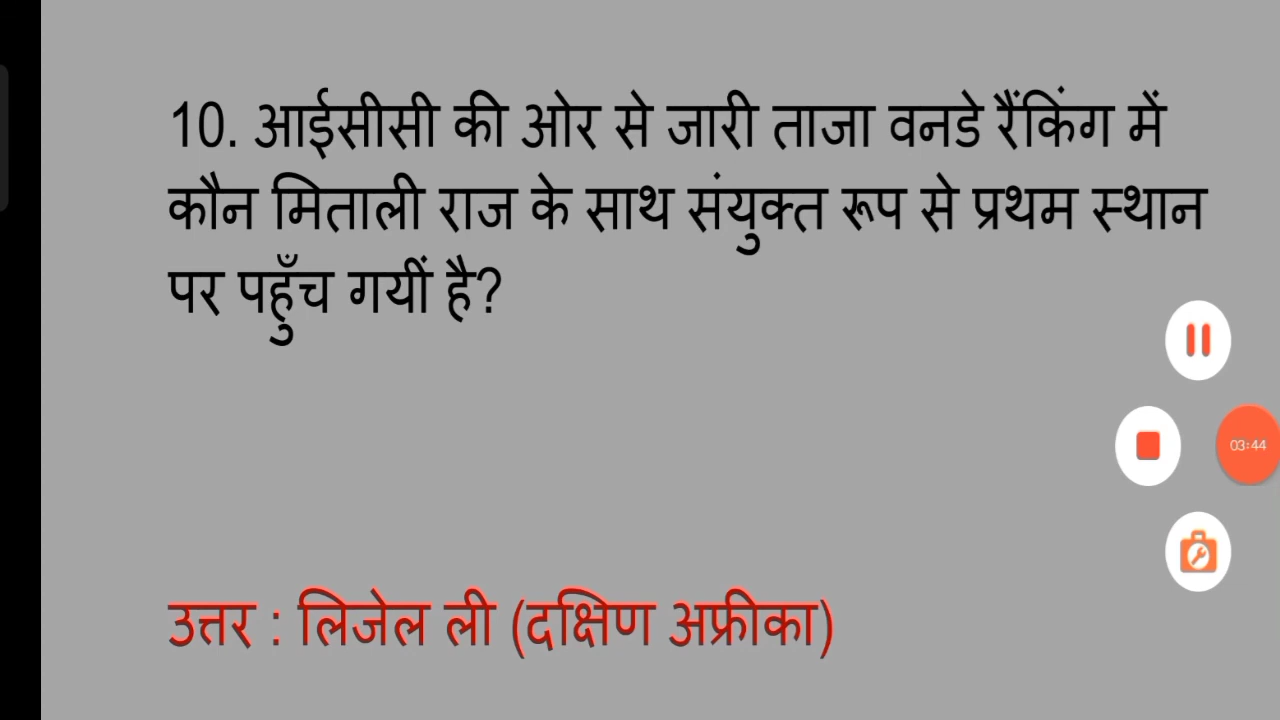 10. आईसीसी की ओर से जारी ताजा वनडे रैंकिंग में
कौन मिताली राज के साथ संयुक्त रूप से प्रथम स्थान
पर पहुँच गयीं है?
03:44
उत्तर : लिजेल ली (दक्षिण अफ्रीका)